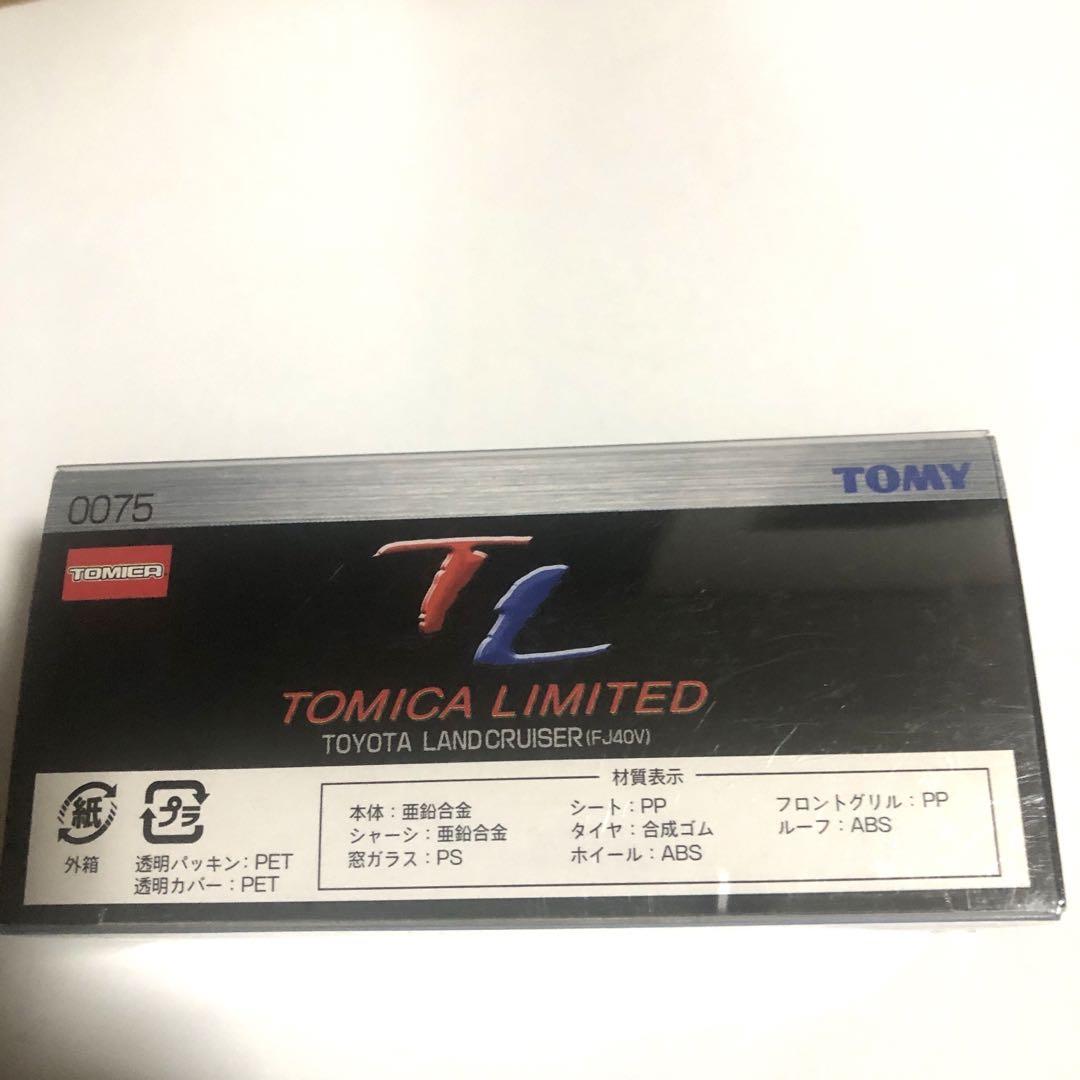 0075
TOMY
TOMICA
TL
TOMICA LIMITED
TOYOTA LANDCRUISER(FJ40V)
紙
外箱
プラ
透明パッキン：PET
透明カバー：PET
材質表示
本体：亜鉛合金
シャーシ：亜鉛合金
窓ガラス：PS
シート：PP
タイヤ：合成ゴム
ホイール：ABS
フロントグリル：PP
ルーフ：ABS